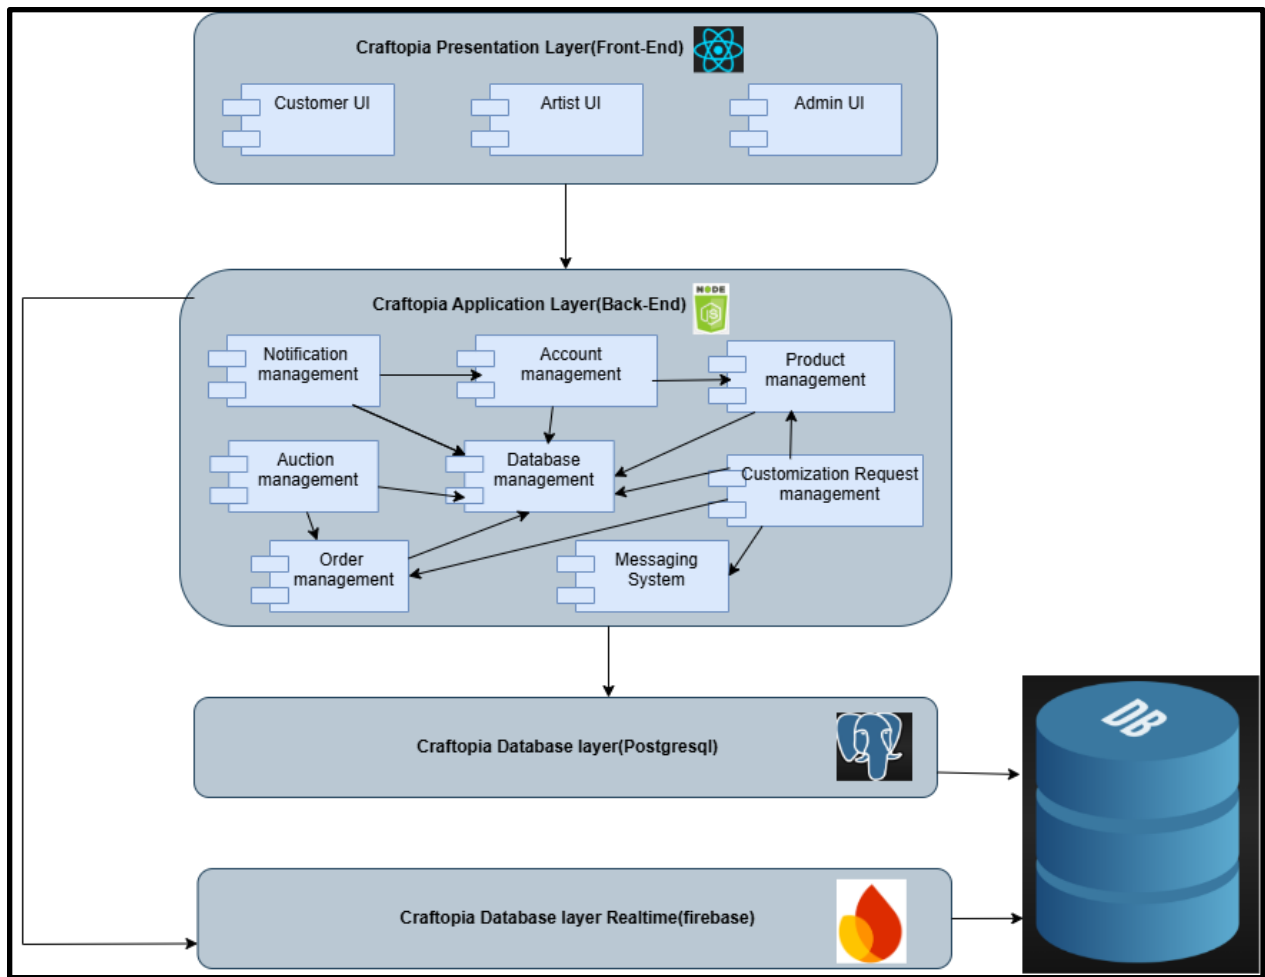 Craftopia Presentation Layer(Front-End)
Customer UI
Artist UI
Admin UI
Craftopia Application Layer(Back-End)
NODE
JS
Notification
management
Account
management
Product
management
Auction
management
Database
management
Customization Request
management
Order
management
Messaging
System
Craftopia Database layer(Postgresql)
DB
Craftopia Database layer Realtime(firebase)